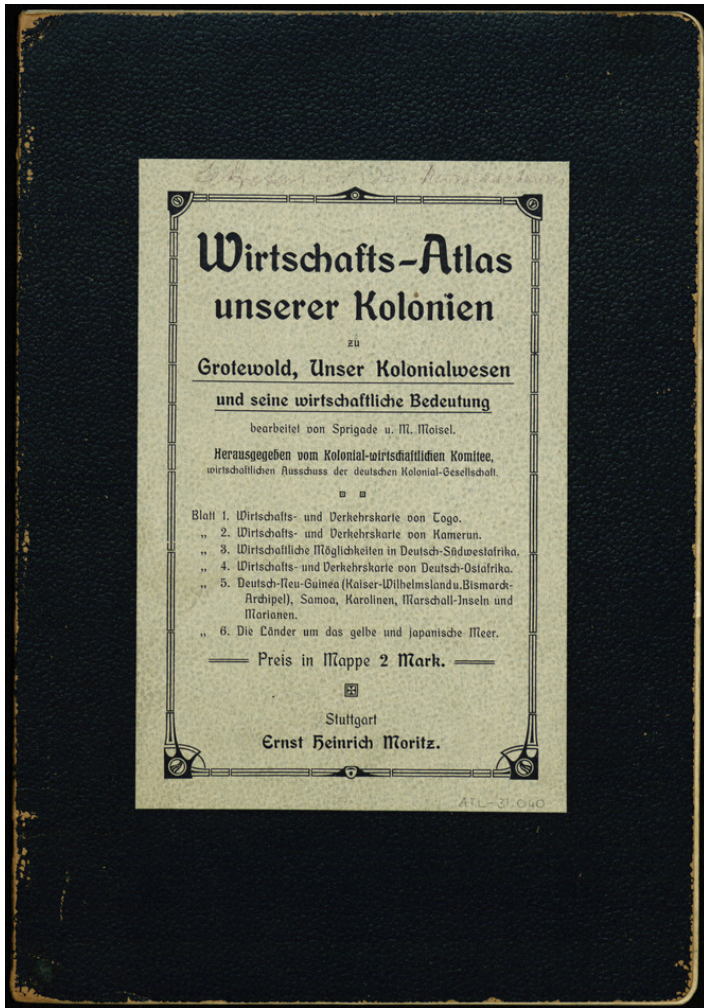 Wirtschafts-Atlas
unserer Kolonien
zu
Grotewold, Unser Kolonialwesen
und seine wirtschaftliche Bedeutung
bearbeitet von Sprigade u. M. Moisel.
Herausgegeben vom Kolonial-wirtschaftlichen Komitee,
wirtschaftlichen Ausschuss der deutschen Kolonial-Gesellschaft.
Blatt 1. Wirtschafts- und Verkehrskarte von Togo.
„ 2. Wirtschafts- und Verkehrskarte von Kamerun.
„ 3. Wirtschaftliche Möglichkeiten in Deutsch-Südwestafrika.
„ 4. Wirtschafts- und Verkehrskarte von Deutsch-Ostafrika.
„ 5. Deutsch-Neu-Guinea (Kaiser-Wilhelmsland u. Bismarck-
Archipel), Samoa, Karolinen, Marschall-Inseln und
Marianen.
„ 6. Die Länder um das gelbe und japanische Meer.
Preis in Mappe 2 Mark.
Stuttgart
Ernst Heinrich Moritz.
ATL-31.040